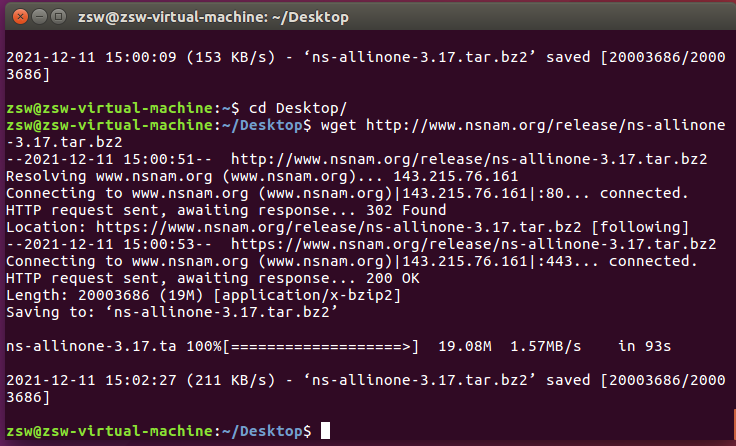 zsw@zsw-virtual-machine: ~/Desktop
2021-12-11 15:00:09 (153 KB/s) - ‘ns-allinone-3.17.tar.bz2’ saved [20003686/2000
3686]
zsw@zsw-virtual-machine:~$ cd Desktop/
zsw@zsw-virtual-machine:~/Desktop$ wget http://www.nsnam.org/release/ns-allinone
-3.17.tar.bz2
--2021-12-11 15:00:51--  http://www.nsnam.org/release/ns-allinone-3.17.tar.bz2
Resolving www.nsnam.org (www.nsnam.org)... 143.215.76.161
Connecting to www.nsnam.org (www.nsnam.org)|143.215.76.161|:80... connected.
HTTP request sent, awaiting response... 302 Found
Location: https://www.nsnam.org/release/ns-allinone-3.17.tar.bz2 [following]
--2021-12-11 15:00:53--  https://www.nsnam.org/release/ns-allinone-3.17.tar.bz2
Connecting to www.nsnam.org (www.nsnam.org)|143.215.76.161|:443... connected.
HTTP request sent, awaiting response... 200 OK
Length: 20003686 (19M) [application/x-bzip2]
Saving to: ‘ns-allinone-3.17.tar.bz2’
ns-allinone-3.17.ta 100%[===================>]  19.08M  1.57MB/s    in 93s
2021-12-11 15:02:27 (211 KB/s) - ‘ns-allinone-3.17.tar.bz2’ saved [20003686/2000
3686]
zsw@zsw-virtual-machine:~/Desktop$